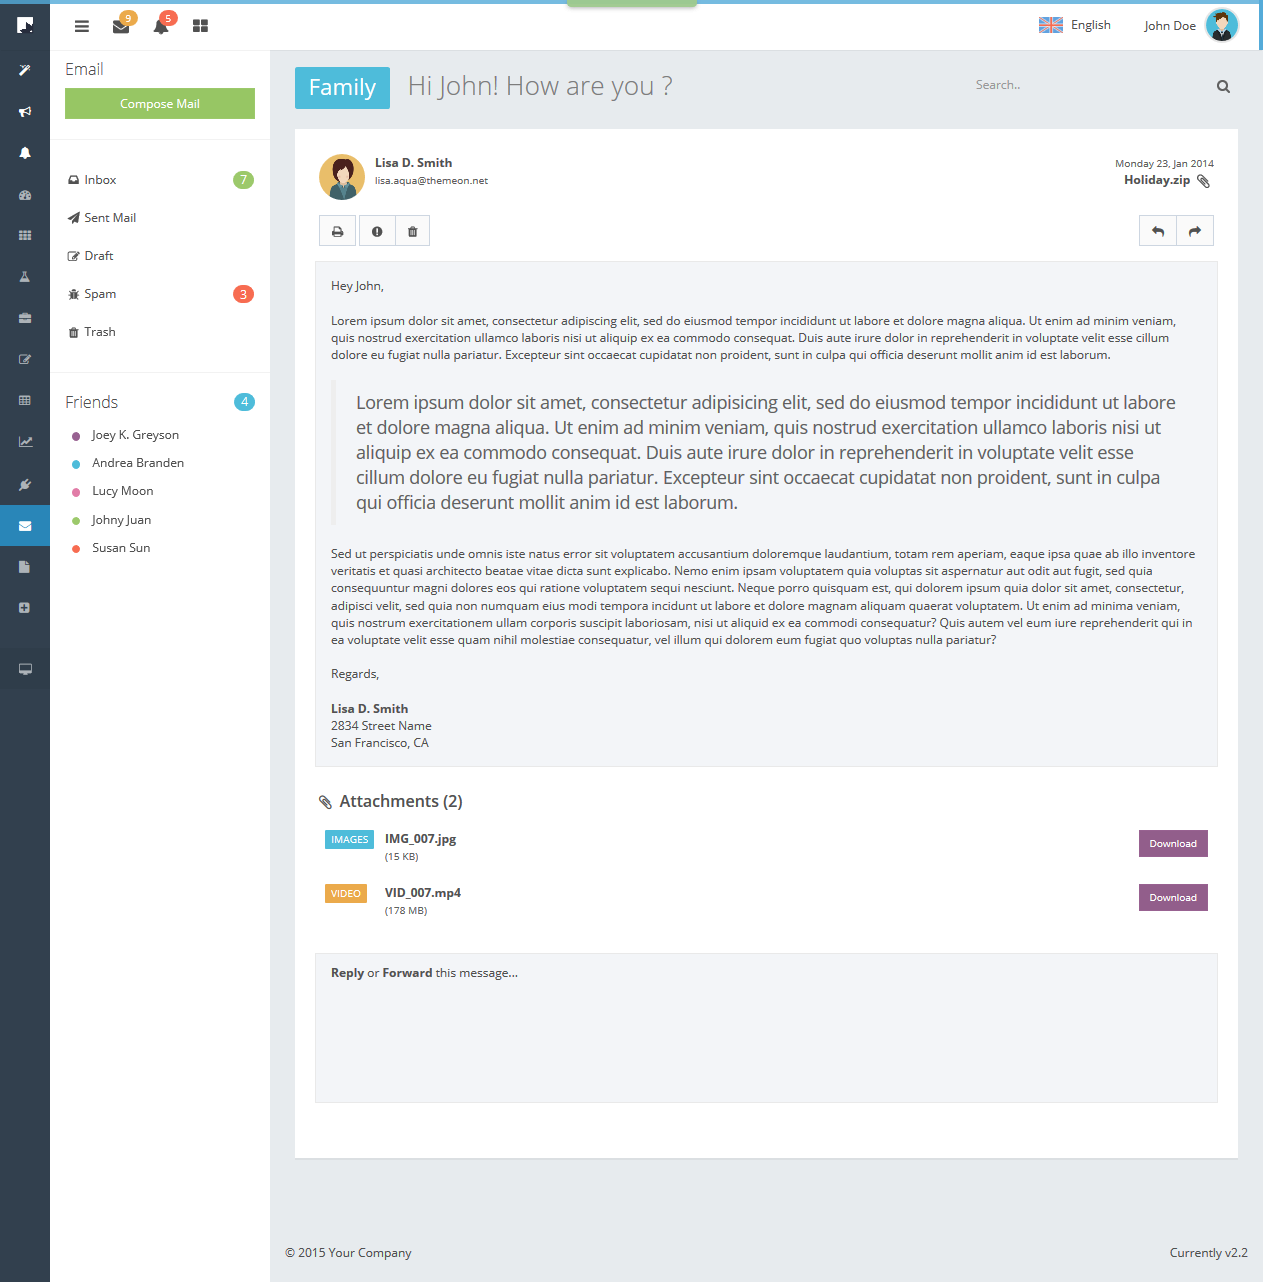 9
5
English
John Doe
Email
Compose Mail
Inbox
7
Sent Mail
Draft
Spam
3
Trash
Friends
4
Joey K. Greyson
Andrea Branden
Lucy Moon
Johny Juan
Susan Sun
Family
Hi John! How are you ?
Search..
Lisa D. Smith
lisa.aqua@themeon.net
Monday 23, Jan 2014
Holiday.zip
Hey John,
Lorem ipsum dolor sit amet, consectetur adipiscing elit, sed do eiusmod tempor incididunt ut labore et dolore magna aliqua. Ut enim ad minim veniam,
quis nostrud exercitation ullamco laboris nisi ut aliquip ex ea commodo consequat. Duis aute irure dolor in reprehenderit in voluptate velit esse cillum
dolore eu fugiat nulla pariatur. Excepteur sint occaecat cupidatat non proident, sunt in culpa qui officia deserunt mollit anim id est laborum.
Lorem ipsum dolor sit amet, consectetur adipisicing elit, sed do eiusmod tempor incididunt ut labore
et dolore magna aliqua. Ut enim ad minim veniam, quis nostrud exercitation ullamco laboris nisi ut
aliquip ex ea commodo consequat. Duis aute irure dolor in reprehenderit in voluptate velit esse
cillum dolore eu fugiat nulla pariatur. Excepteur sint occaecat cupidatat non proident, sunt in culpa
qui officia deserunt mollit anim id est laborum.
Sed ut perspiciatis unde omnis iste natus error sit voluptatem accusantium doloremque laudantium, totam rem aperiam, eaque ipsa quae ab illo inventore
veritatis et quasi architecto beatae vitae dicta sunt explicabo. Nemo enim ipsam voluptatem quia voluptas sit aspernatur aut odit aut fugit, sed quia
consequuntur magni dolores eos qui ratione voluptatem sequi nesciunt. Neque porro quisquam est, qui dolorem ipsum quia dolor sit amet, consectetur,
adipisci velit, sed quia non numquam eius modi tempora incidunt ut labore et dolore magnam aliquam quaerat voluptatem. Ut enim ad minima veniam,
quis nostrum exercitationem ullam corporis suscipit laboriosam, nisi ut aliquid ex ea commodi consequatur? Quis autem vel eum iure reprehenderit qui in
ea voluptate velit esse quam nihil molestiae consequatur, vel illum qui dolorem eum fugiat quo voluptas nulla pariatur?
Regards,
Lisa D. Smith
2834 Street Name
San Francisco, CA
Attachments (2)
IMAGES
IMG_007.jpg
(15 KB)
Download
VIDEO
VID_007.mp4
(178 MB)
Download
Reply or Forward this message...
© 2015 Your Company
Currently v2.2